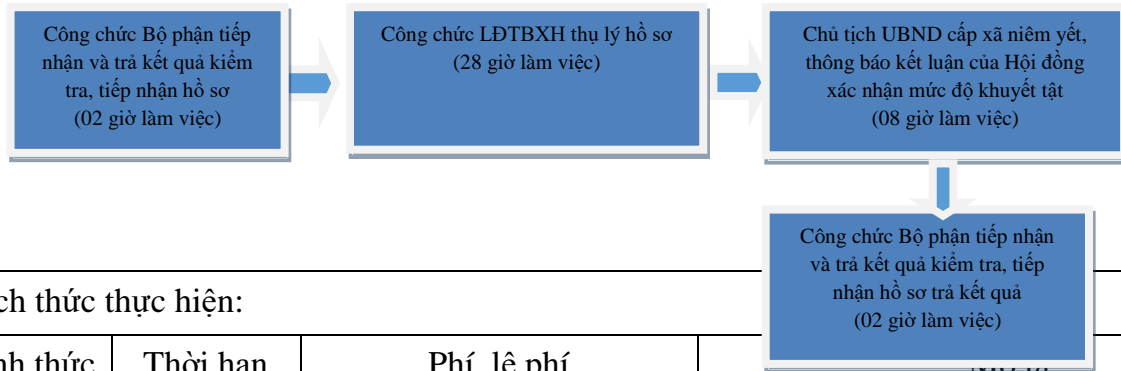 Công chức Bộ phận tiếp
nhận và trả kết quả kiểm
tra, tiếp nhận hồ sơ
(02 giờ làm việc)
Công chức LĐTBXH thụ lý hồ sơ
(28 giờ làm việc)
Chủ tịch UBND cấp xã niêm yết,
thông báo kết luận của Hội đồng
xác nhận mức độ khuyết tật
(08 giờ làm việc)
Công chức Bộ phận tiếp nhận
và trả kết quả kiểm tra, tiếp
nhận hồ sơ trả kết quả
(02 giờ làm việc)
ch thức thực hiện:
nh thức
Thời hạn
Phí, lệ phí